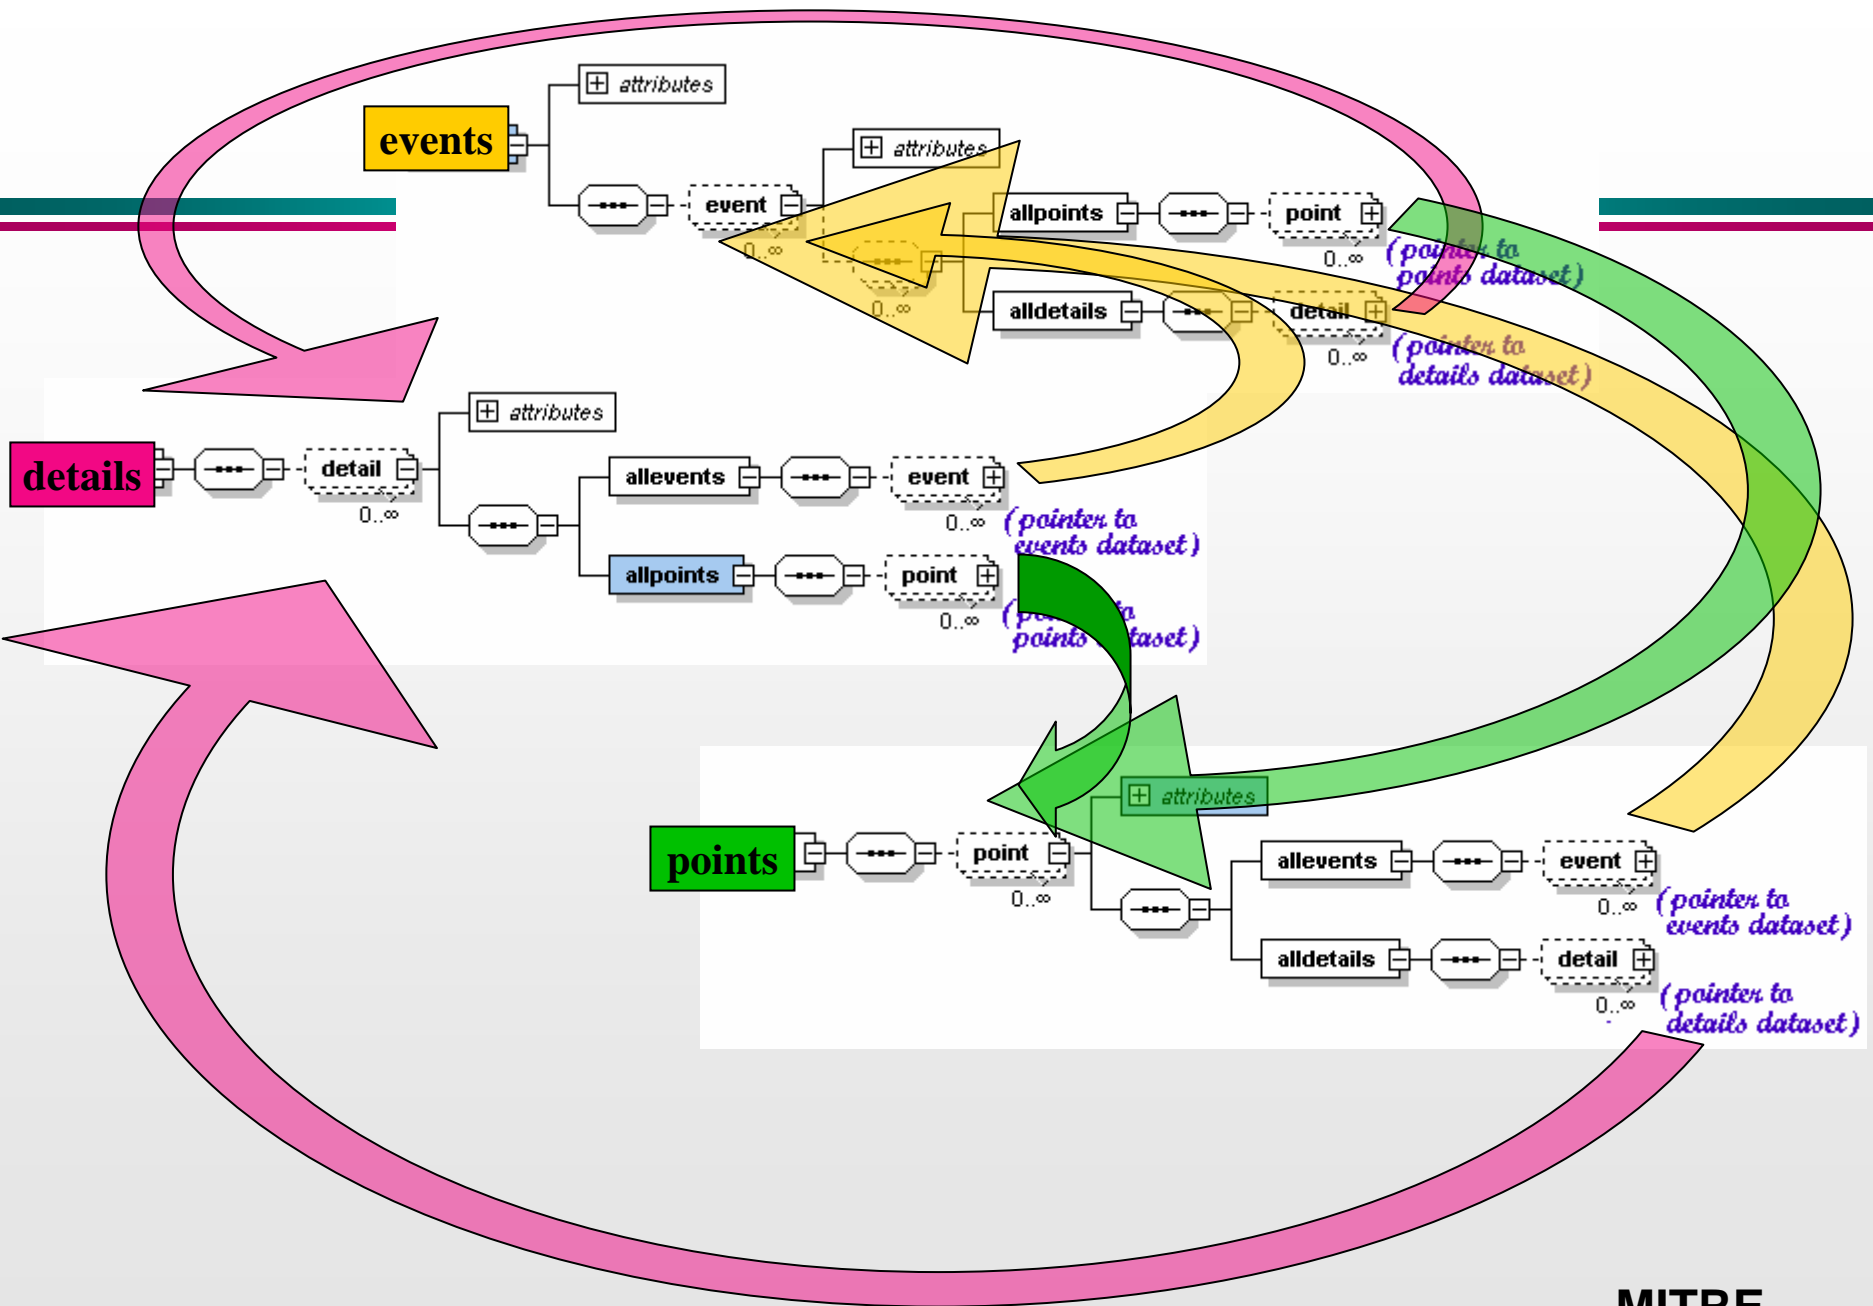 attributes
events
attributes
event
0..∞
allpoints
point
0..∞
(pointer to
points dataset)
0..∞
alldetails
detail
0..∞
(pointer to
details dataset)
attributes
details
detail
0..∞
allevents
event
0..∞
(pointer to
events dataset)
allpoints
point
0..∞
points
attributes
points
point
0..∞
allevents
event
0..∞
(pointer to
events dataset)
alldetails
detail
0..∞
(pointer to
details dataset)
MITRE